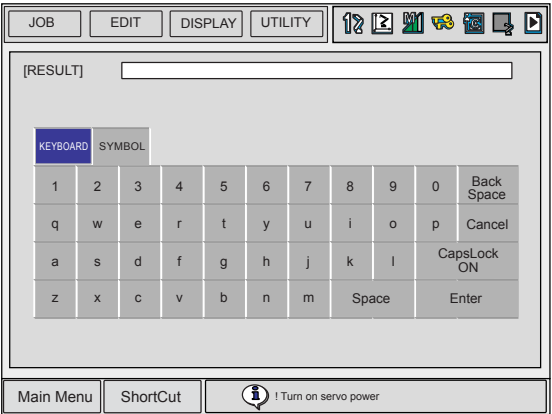 JOB EDIT DISPLAY UTILITY
[RESULT]
KEYBOARD SYMBOL
1 2 3 4 5 6 7 8 9 0 Back Space
q w e r t y u i o p Cancel
a s d f g h j k l CapsLock ON
z x c v b n m Space Enter
Main Menu ShortCut ! Turn on servo power